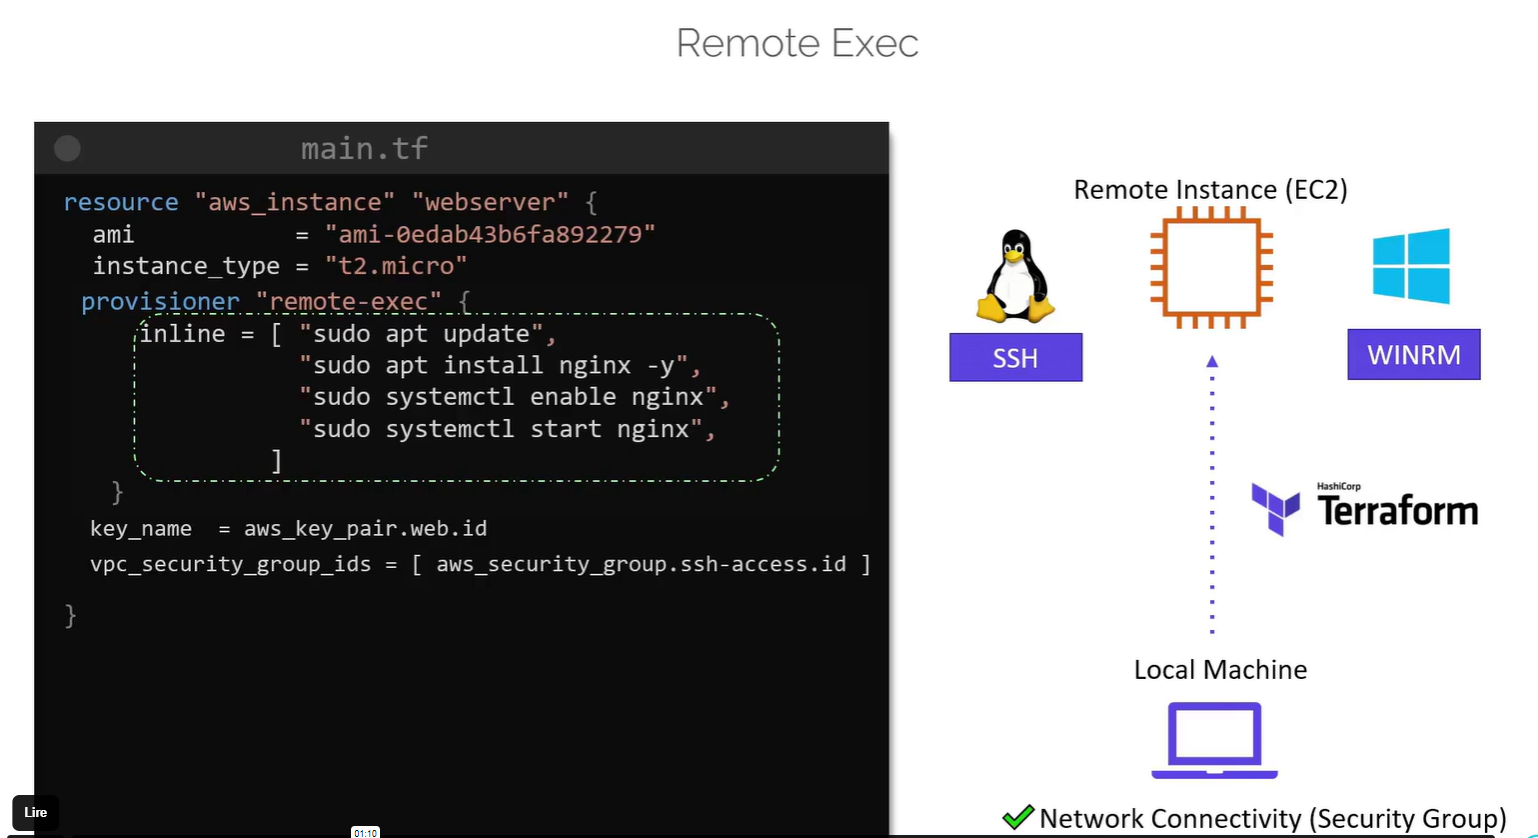 Remote Exec
main.tf
resource "aws_instance" "webserver" {
  ami           = "ami-0edab43b6fa892279"
  instance_type = "t2.micro"
  provisioner "remote-exec" {
    inline = [ "sudo apt update",
               "sudo apt install nginx -y",
               "sudo systemctl enable nginx",
               "sudo systemctl start nginx",
             ]
  }
  key_name  = aws_key_pair.web.id
  vpc_security_group_ids = [ aws_security_group.ssh-access.id ]
}
Remote Instance (EC2)
SSH
WINRM
HashiCorp
Terraform
Local Machine
Network Connectivity (Security Group)
Lire
01:10